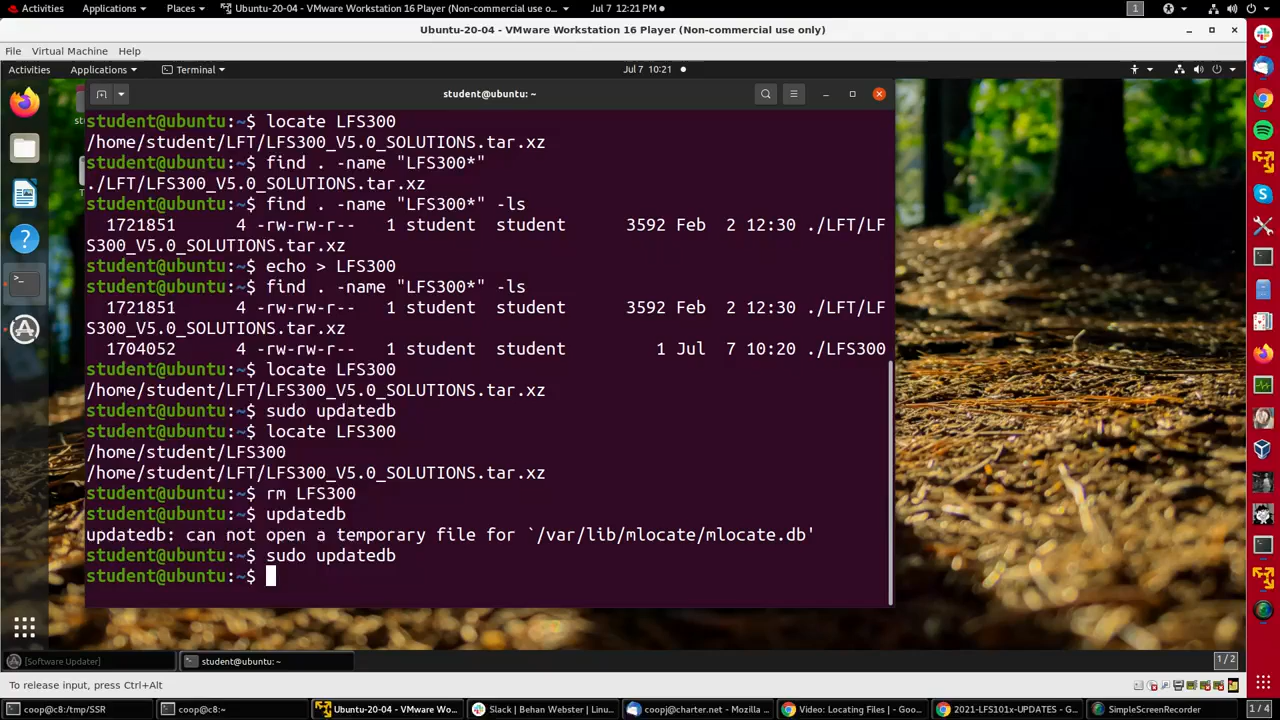 Activities Applications Places Ubuntu-20-04 - VMware Workstation 16 Player (Non-commercial use o... Jul 7 12:21 PM 1
Ubuntu-20-04 - VMware Workstation 16 Player (Non-commercial use only)
File Virtual Machine Help
Activities Applications Terminal Jul 7 10:21
student@ubuntu: ~
student@ubuntu:~$ locate LFS300
/home/student/LFT/LFS300_V5.0_SOLUTIONS.tar.xz
student@ubuntu:~$ find . -name "LFS300*"
./LFT/LFS300_V5.0_SOLUTIONS.tar.xz
student@ubuntu:~$ find . -name "LFS300*" -ls
1721851 4 -rw-rw-r-- 1 student student 3592 Feb 2 12:30 ./LFT/LF
S300_V5.0_SOLUTIONS.tar.xz
student@ubuntu:~$ echo > LFS300
student@ubuntu:~$ find . -name "LFS300*" -ls
1721851 4 -rw-rw-r-- 1 student student 3592 Feb 2 12:30 ./LFT/LF
S300_V5.0_SOLUTIONS.tar.xz
1704052 4 -rw-rw-r-- 1 student student 1 Jul 7 10:20 ./LFS300
student@ubuntu:~$ locate LFS300
/home/student/LFT/LFS300_V5.0_SOLUTIONS.tar.xz
student@ubuntu:~$ sudo updatedb
student@ubuntu:~$ locate LFS300
/home/student/LFS300
/home/student/LFT/LFS300_V5.0_SOLUTIONS.tar.xz
student@ubuntu:~$ rm LFS300
student@ubuntu:~$ updatedb
updatedb: can not open a temporary file for `/var/lib/mlocate/mlocate.db'
student@ubuntu:~$ sudo updatedb
student@ubuntu:~$
[Software Updater] student@ubuntu: ~ 1/2
To release input, press Ctrl+Alt
coop@c8:/tmp/SSR coop@c8:~ Ubuntu-20-04 - VMware Workstation... Slack | Behan Webster | Linu... coopj@charter.net - Mozilla ... Video: Locating Files | ... 2021-LFS101x-UPDATES - G... SimpleScreenRecorder 1 / 4